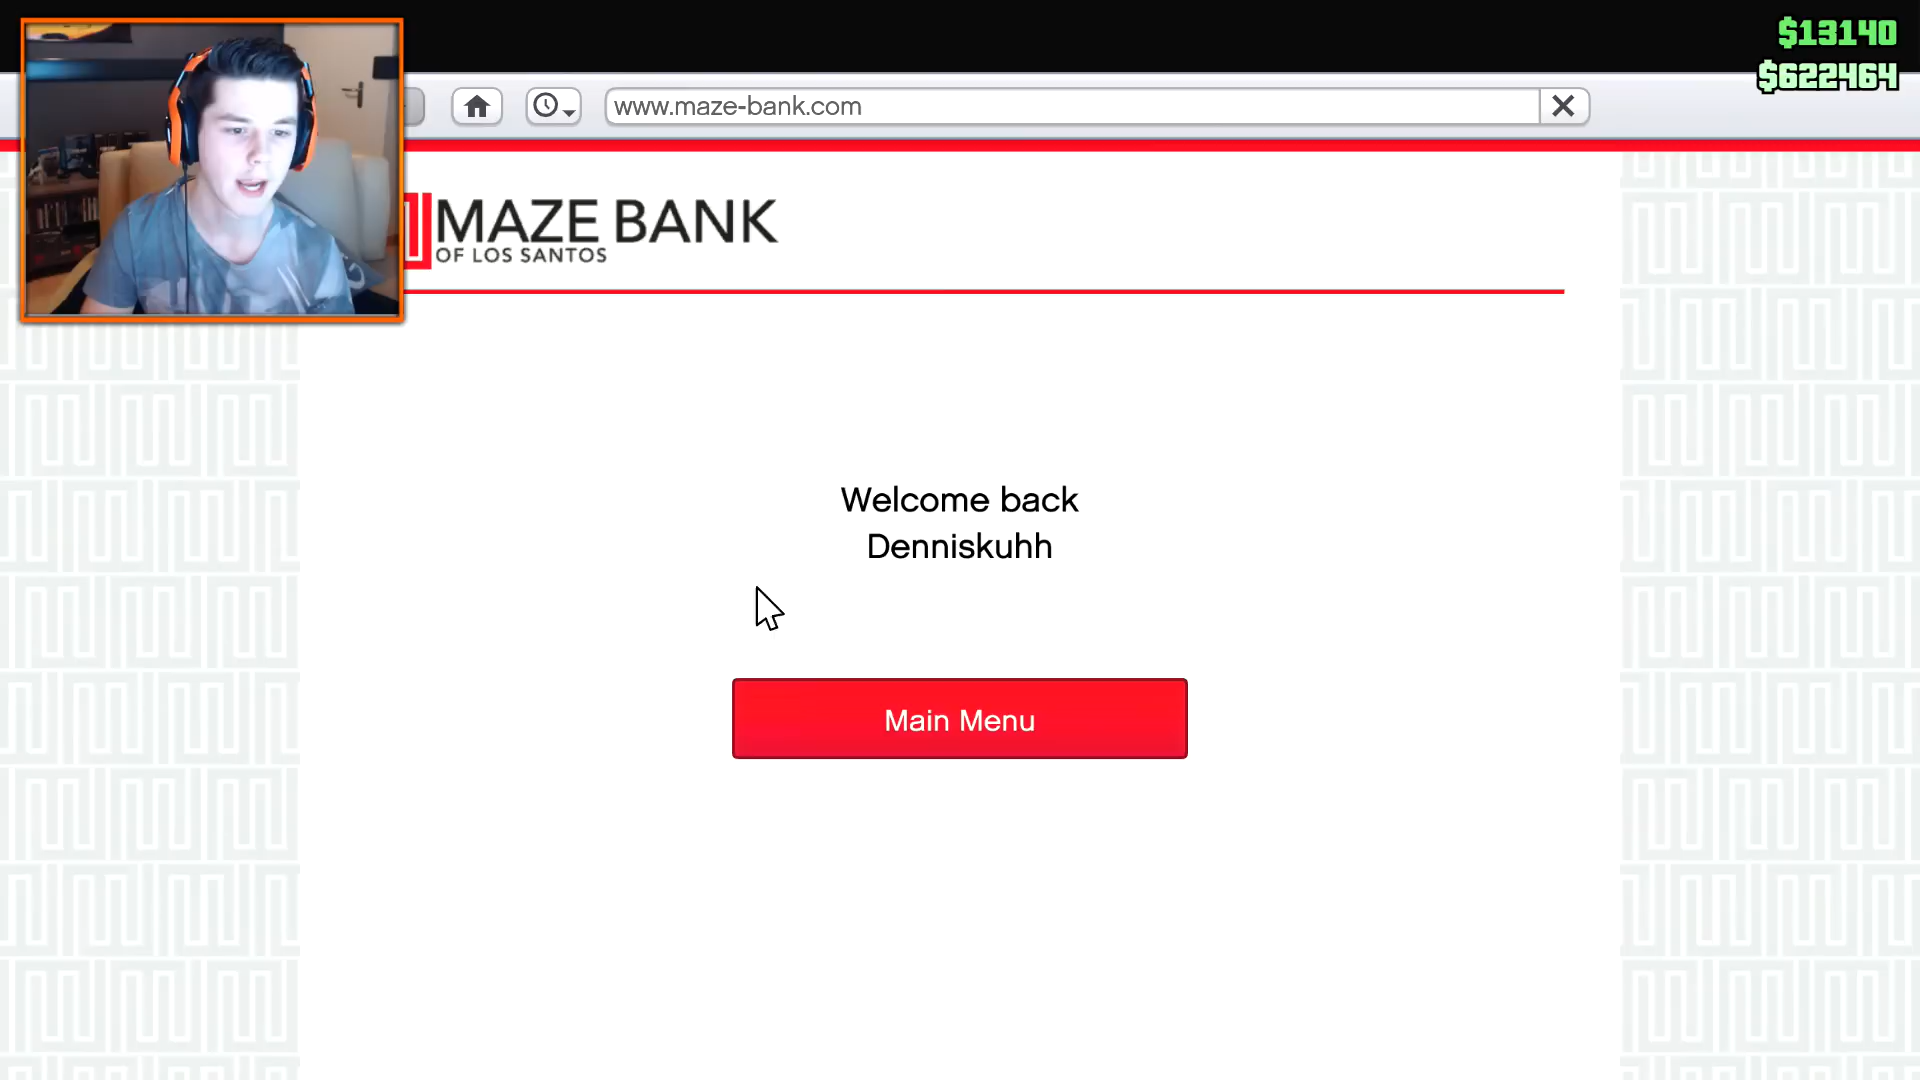 $13140
$622464
www.maze-bank.com
MAZE BANK
OF LOS SANTOS
Welcome back
Denniskuhh
Main Menu